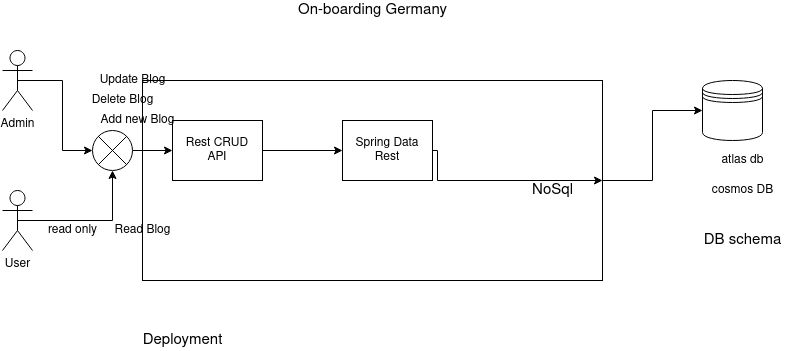 On-boarding Germany
Update Blog
Delete Blog
Add new Blog
Admin
Rest CRUD
API
Spring Data
Rest
atlas db
NoSql
cosmos DB
read only
Read Blog
User
DB schema
Deployment